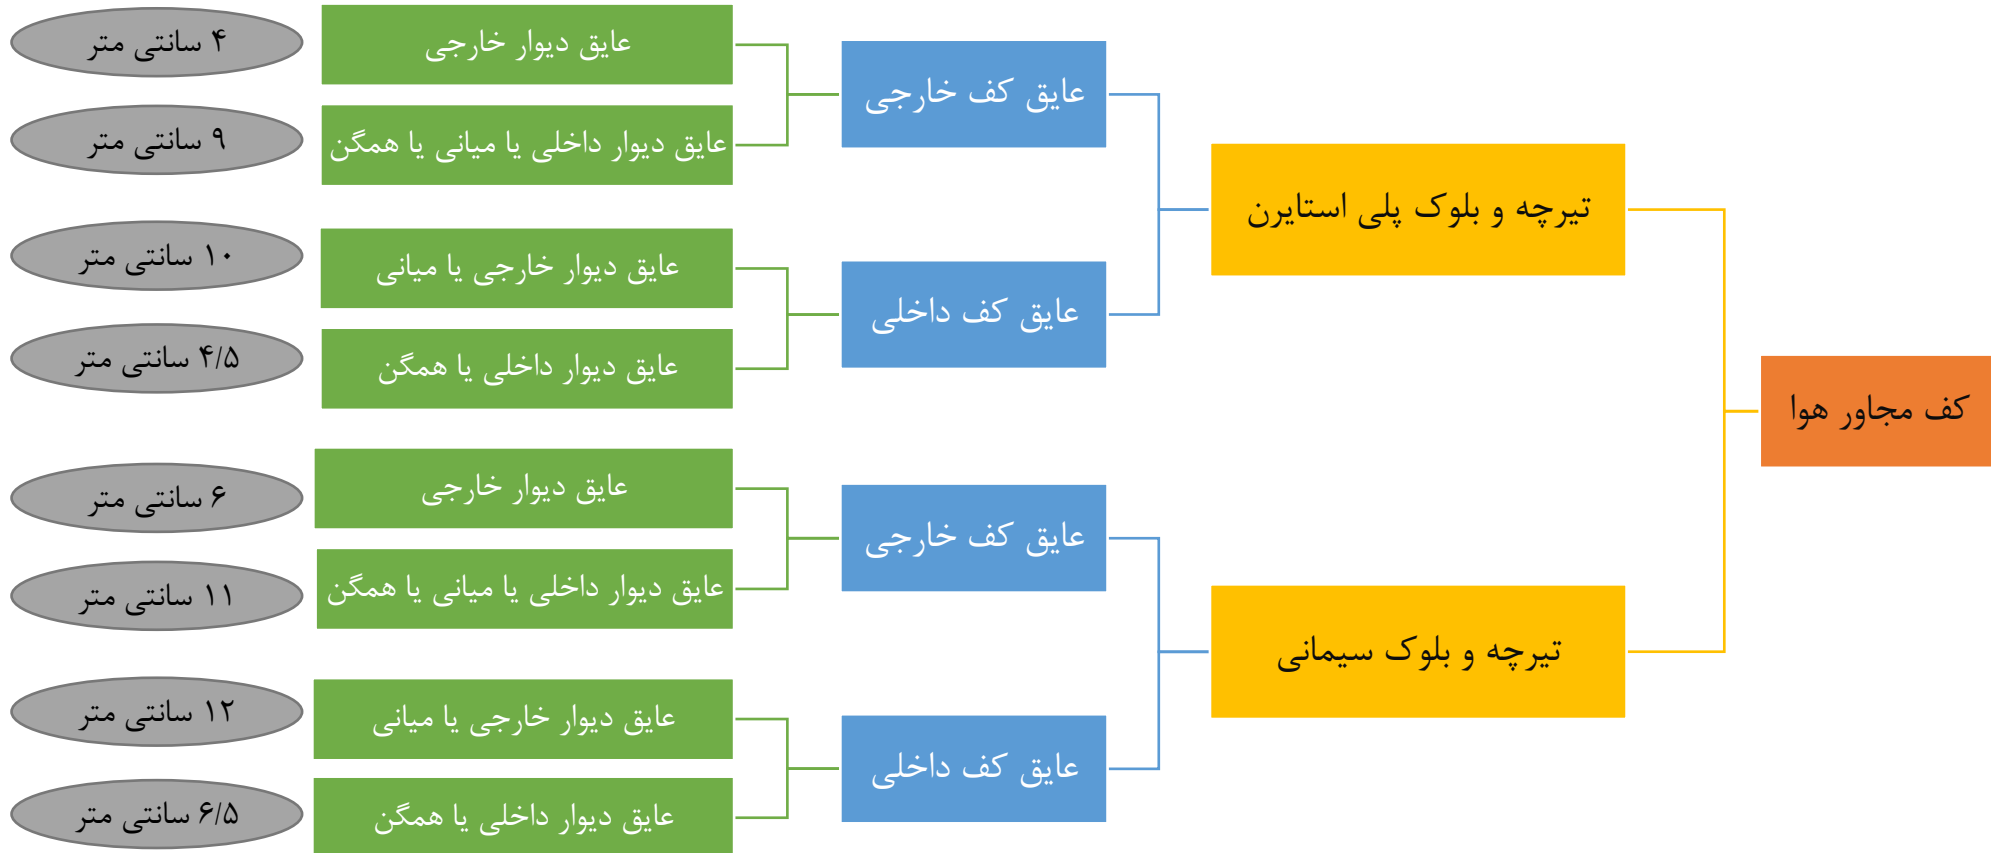 کف مجاور هوا
تیرچه و بلوک پلی استایرن
عایق کف خارجی
عایق دیوار خارجی
۴ سانتی متر
عایق دیوار داخلی یا میانی یا همگن
۹ سانتی متر
عایق کف داخلی
عایق دیوار خارجی یا میانی
۱۰ سانتی متر
عایق دیوار داخلی یا همگن
۴/۵ سانتی متر
تیرچه و بلوک سیمانی
عایق کف خارجی
عایق دیوار خارجی
۶ سانتی متر
عایق دیوار داخلی یا میانی یا همگن
۱۱ سانتی متر
عایق کف داخلی
عایق دیوار خارجی یا میانی
۱۲ سانتی متر
عایق دیوار داخلی یا همگن
۶/۵ سانتی متر